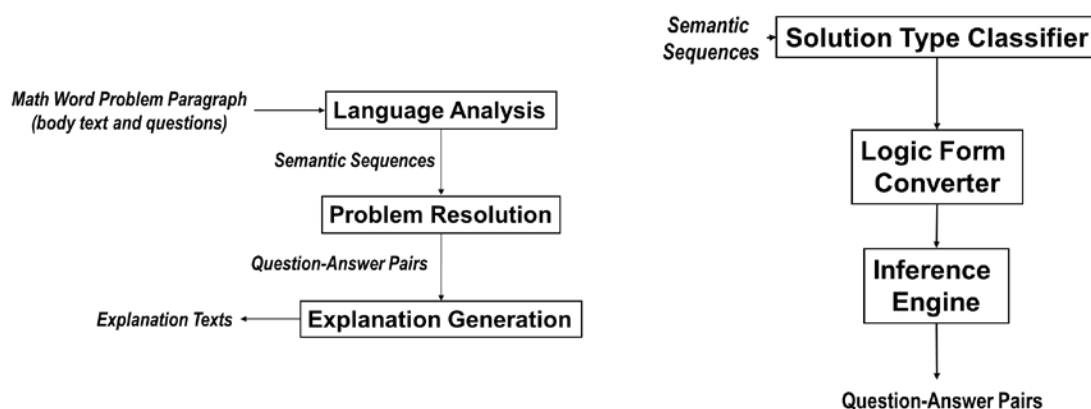 Math Word Problem Paragraph
(body text and questions)
Language Analysis
Semantic Sequences
Problem Resolution
Question-Answer Pairs
Explanation Texts
Explanation Generation
Semantic
Sequences
Solution Type Classifier
Logic Form
Converter
Inference
Engine
Question-Answer Pairs